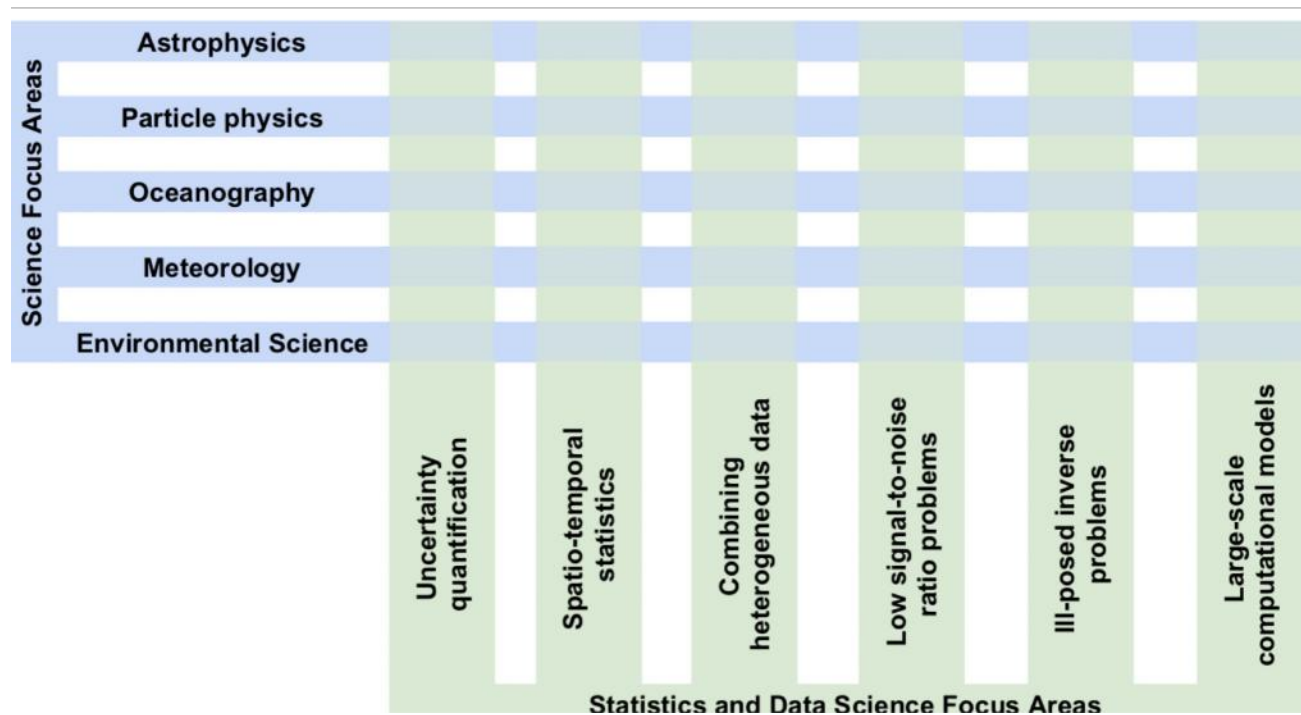 Science Focus Areas
Astrophysics
Particle physics
Oceanography
Meteorology
Environmental Science
Uncertainty
quantification
Spatio-temporal
statistics
Combining
heterogeneous data
Low signal-to-noise
ratio problems
Ill-posed inverse
problems
Large-scale
computational models
Statistics and Data Science Focus Areas